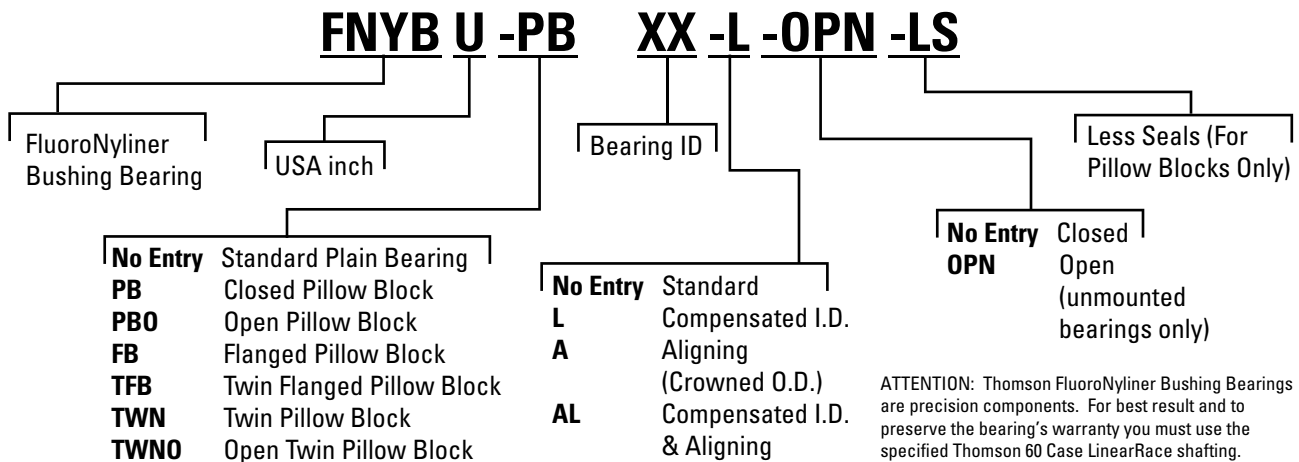 FNYB U -PB XX -L -OPN -LS
FluoroNyliner
Bushing Bearing
USA inch
Bearing ID
Less Seals (For
Pillow Blocks Only)
No Entry Standard Plain Bearing
PB Closed Pillow Block
PBO Open Pillow Block
FB Flanged Pillow Block
TFB Twin Flanged Pillow Block
TWN Twin Pillow Block
TWNO Open Twin Pillow Block
No Entry Standard
L Compensated I.D.
A Aligning
(Crowned O.D.)
AL Compensated I.D.
& Aligning
No Entry Closed
OPN Open
(unmounted
bearings only)
ATTENTION: Thomson FluoroNyliner Bushing Bearings
are precision components. For best result and to
preserve the bearing's warranty you must use the
specified Thomson 60 Case LinearRace shafting.